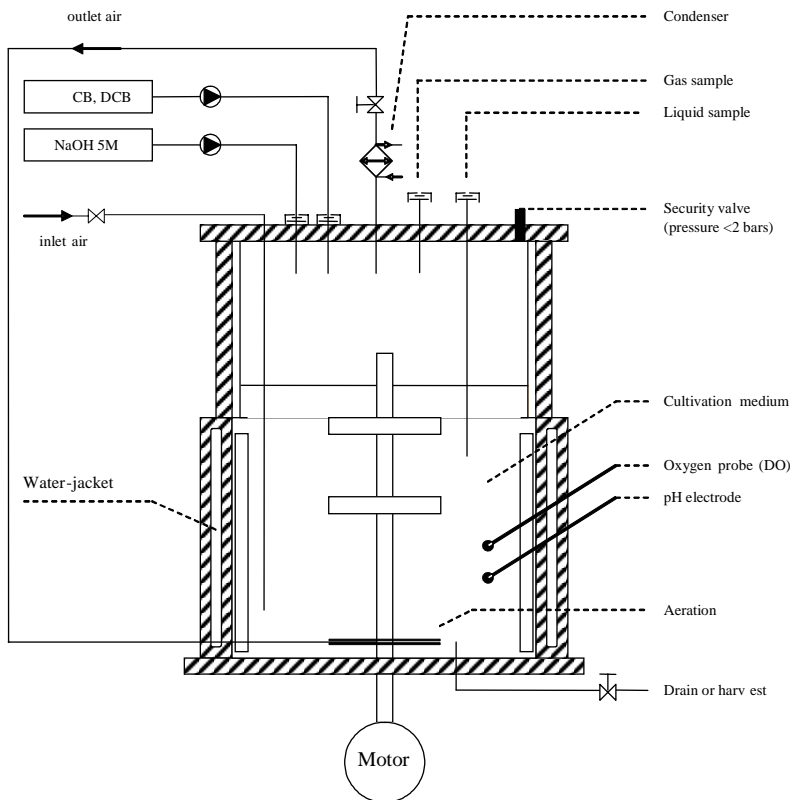 outlet air
Condenser
CB, DCB
Gas sample
Liquid sample
NaOH 5M
inlet air
Security valve
(pressure <2 bars)
Cultivation medium
Oxygen probe (DO)
Water-jacket
pH electrode
Aeration
Drain or harv est
Motor